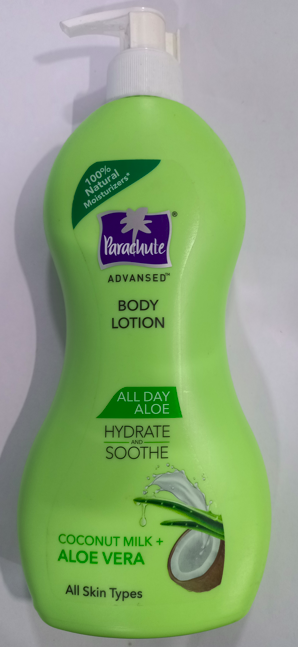 100%
Natural
Moisturizers*
Parachute®
ADVANSED™
BODY
LOTION
ALL DAY
ALOE
HYDRATE
AND
SOOTHE
COCONUT MILK +
ALOE VERA
All Skin Types